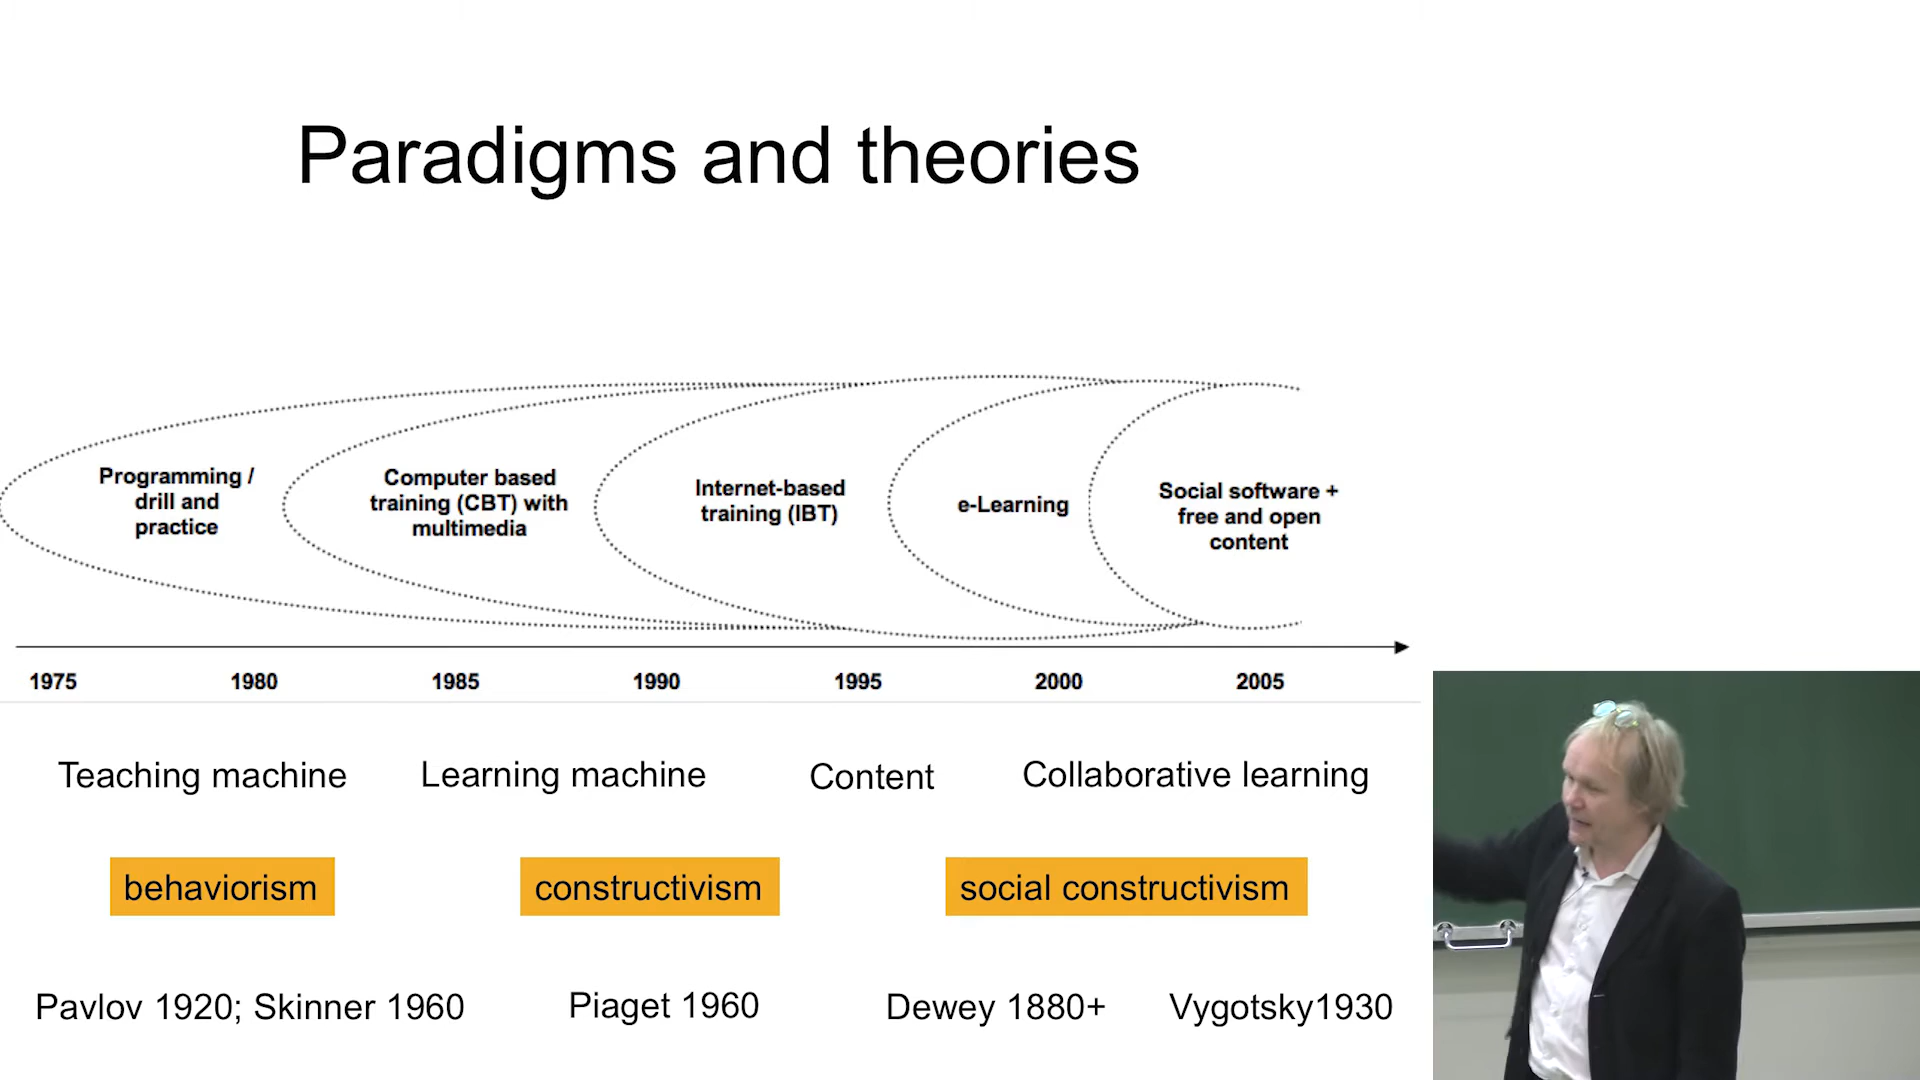 Paradigms and theories
Programming /
drill and
practice
Computer based
training (CBT) with
multimedia
Internet-based
training (IBT)
e-Learning
Social software +
free and open
content
1975 1980 1985 1990 1995 2000 2005
Teaching machine Learning machine Content Collaborative learning
behaviorism constructivism social constructivism
Pavlov 1920; Skinner 1960 Piaget 1960 Dewey 1880+ Vygotsky1930